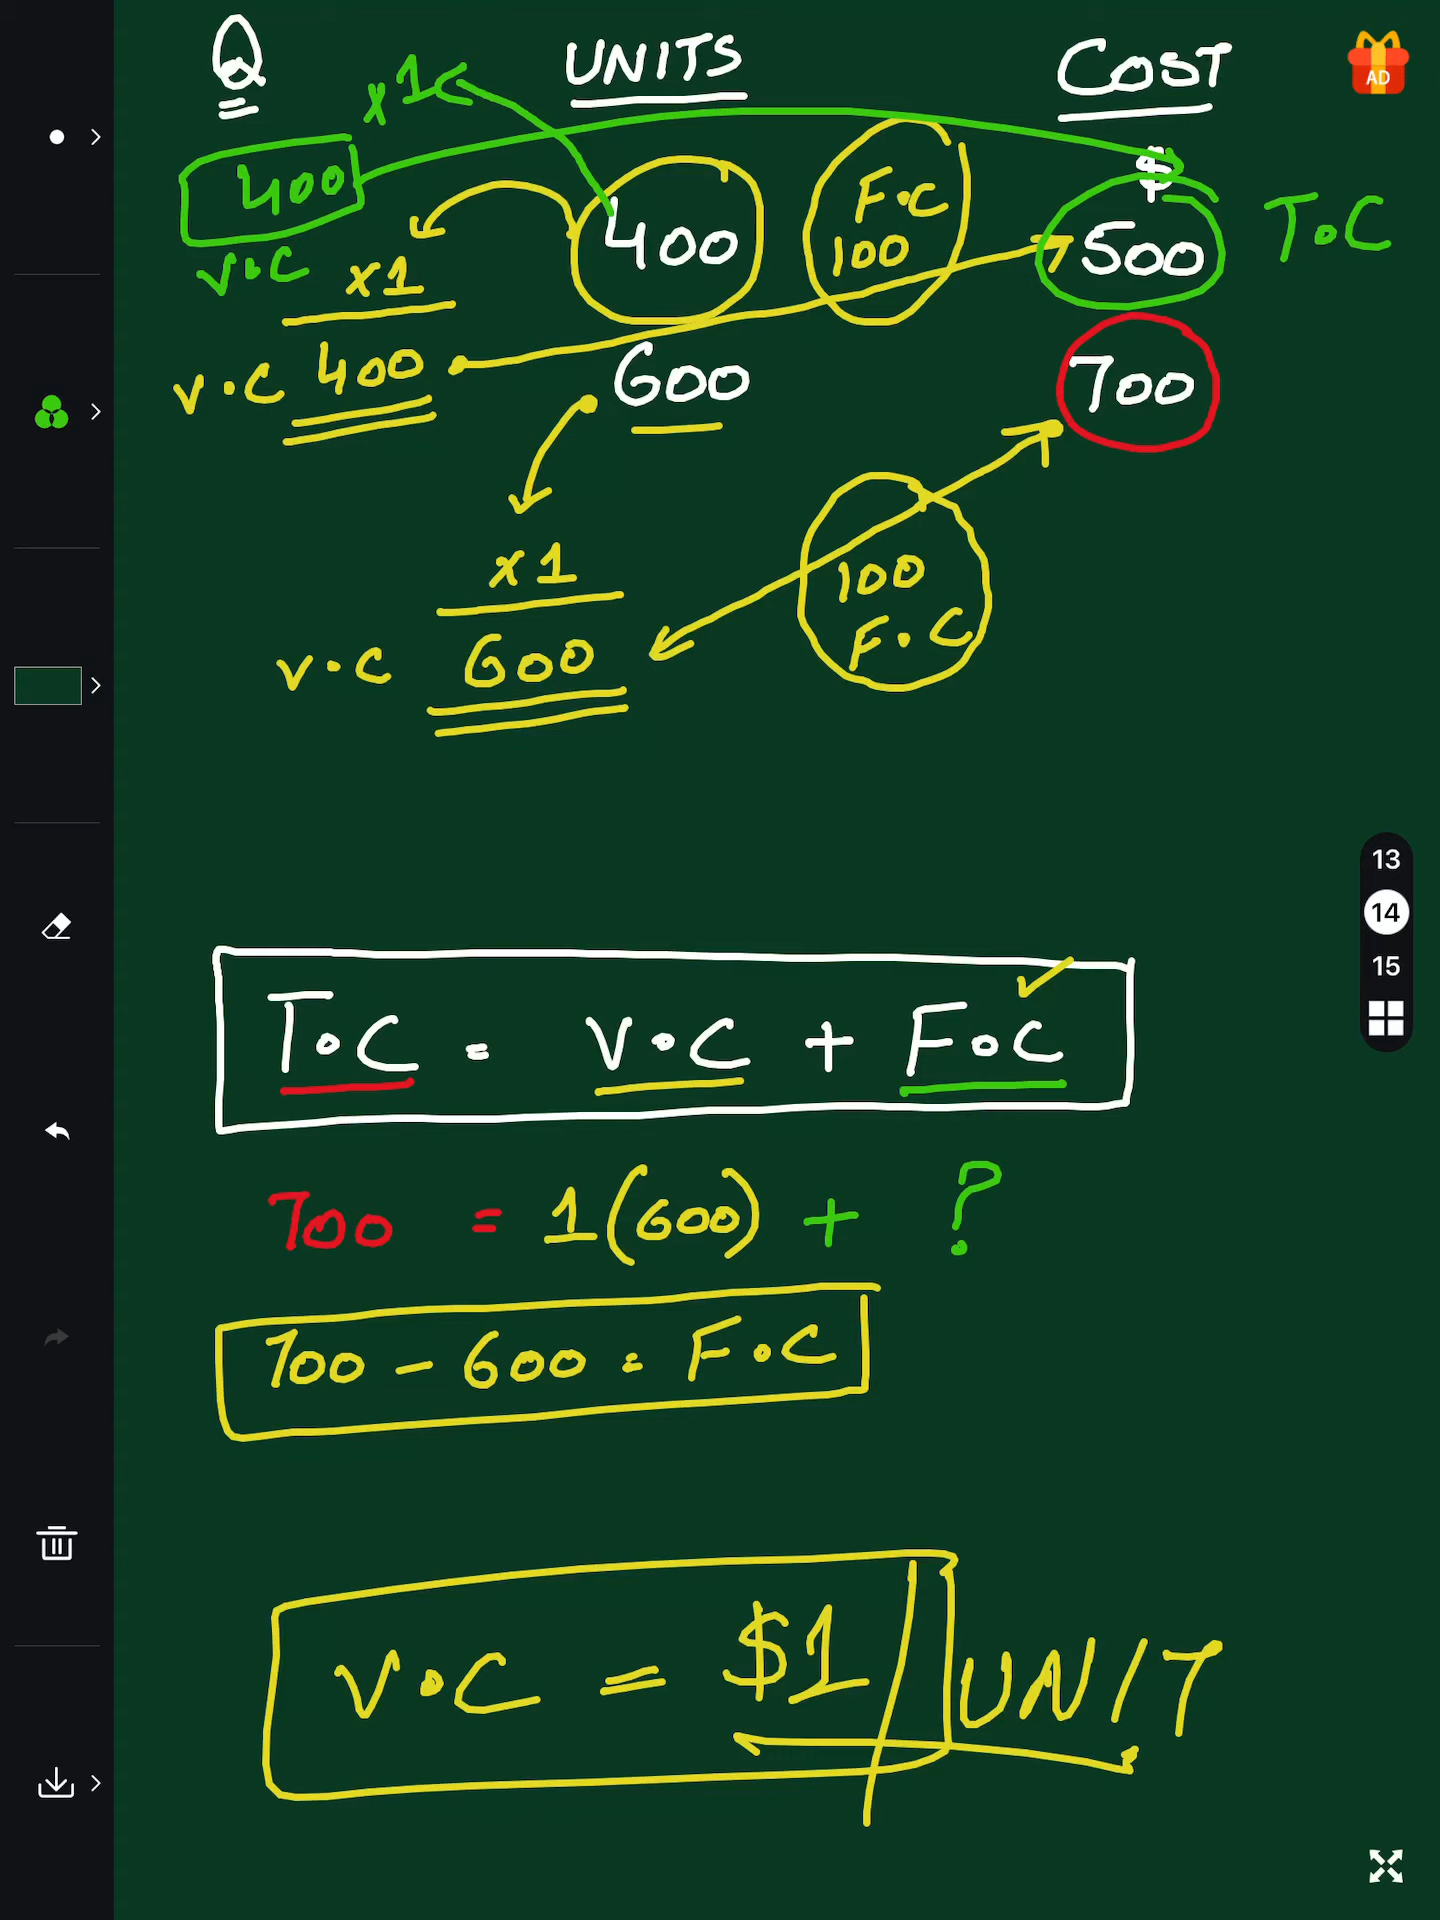 Q UNITS COST
x1
400 400 F.C 100 $ 500 T.C
V.C
x1
V.C 400 600 700
x1
100
V.C 600 F.C
T.C = V.C + F.C
700 = 1(600) + ?
700 - 600 = F.C
V.C = $1/UNIT
AD
13
14
15